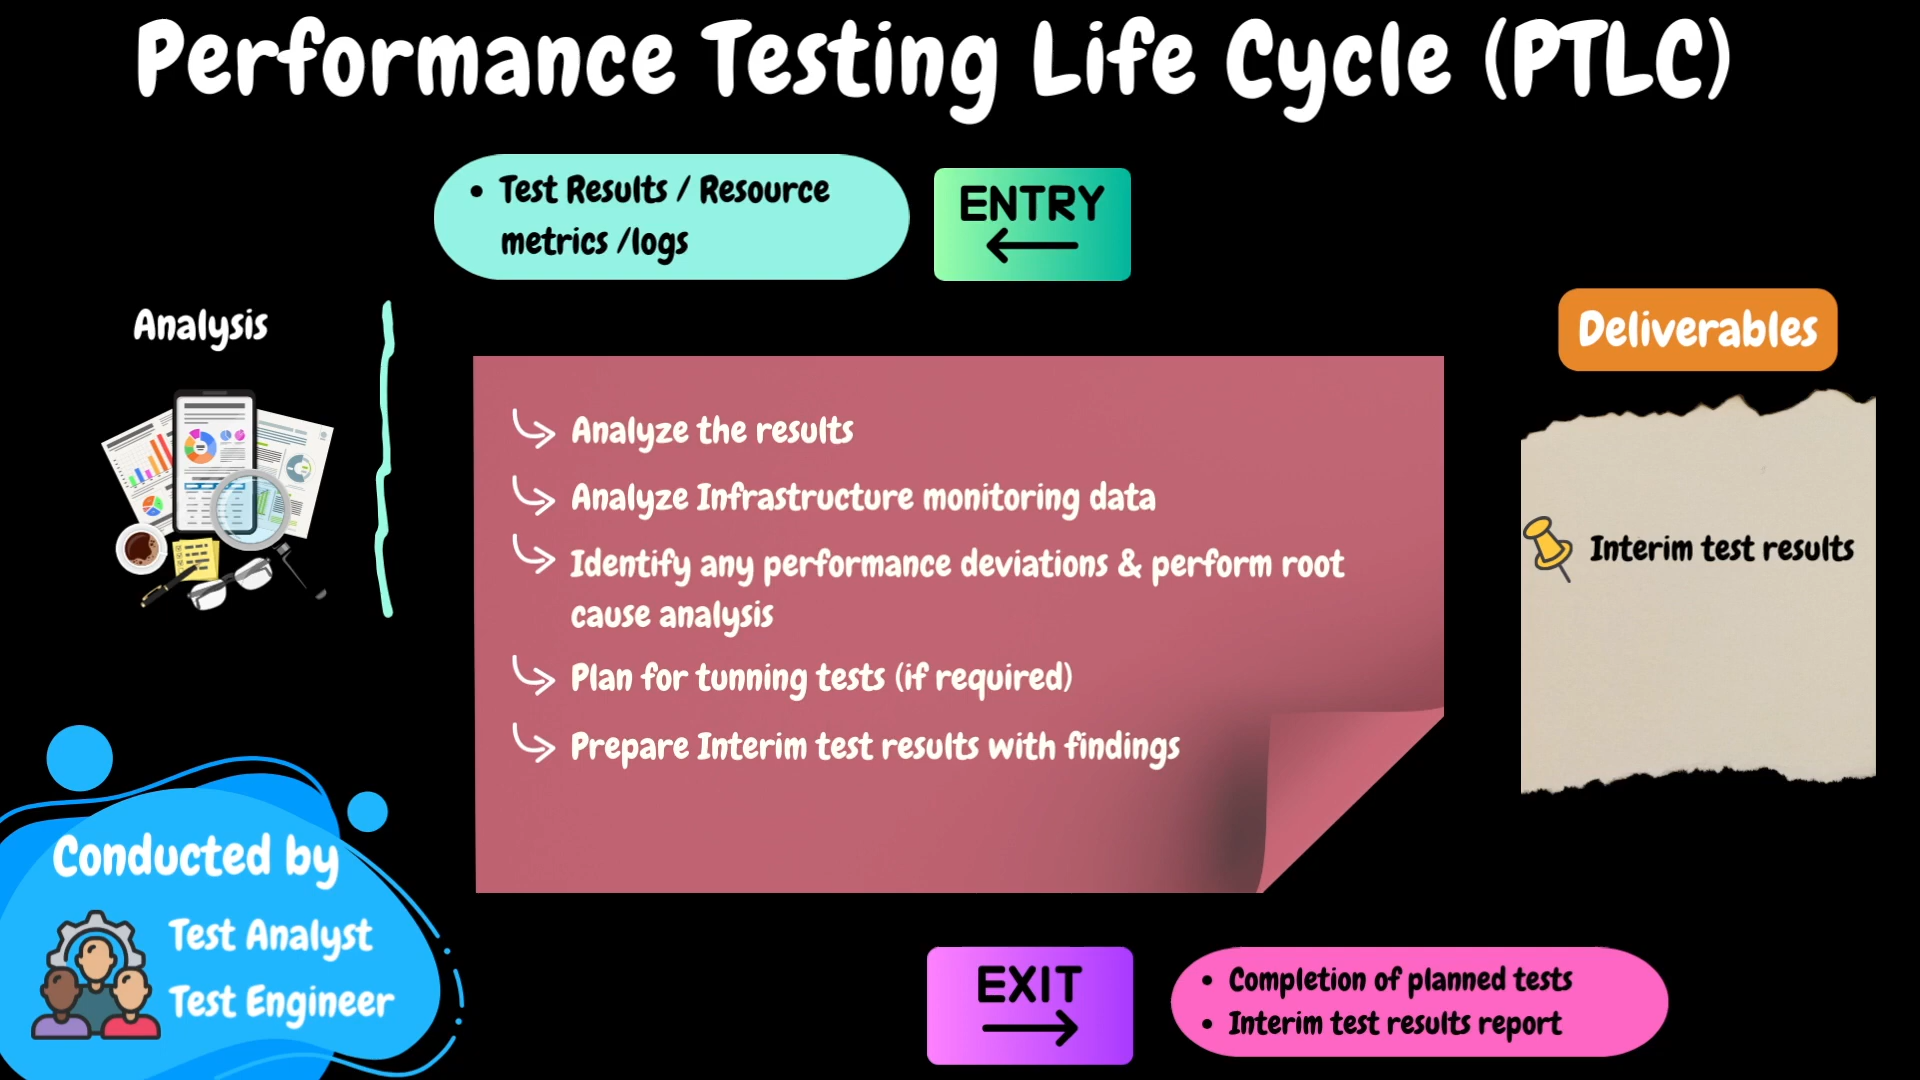 Performance Testing Life Cycle (PTLC)
• Test Results / Resource
metrics /logs
ENTRY
Analysis
Deliverables
Analyze the results
Analyze Infrastructure monitoring data
Identify any performance deviations & perform root
cause analysis
Plan for tunning tests (if required)
Prepare Interim test results with findings
Interim test results
Conducted by
Test Analyst
Test Engineer
EXIT
• Completion of planned tests
• Interim test results report